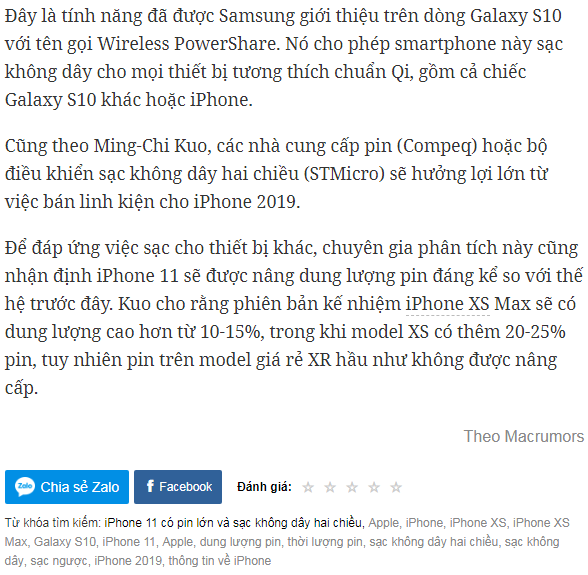 Đây là tính năng đã được Samsung giới thiệu trên dòng Galaxy S10
với tên gọi Wireless PowerShare. Nó cho phép smartphone này sạc
không dây cho mọi thiết bị tương thích chuẩn Qi, gồm cả chiếc
Galaxy S10 khác hoặc iPhone.
Cũng theo Ming-Chi Kuo, các nhà cung cấp pin (Compeq) hoặc bộ
điều khiển sạc không dây hai chiều (STMicro) sẽ hưởng lợi lớn từ
việc bán linh kiện cho iPhone 2019.
Để đáp ứng việc sạc cho thiết bị khác, chuyên gia phân tích này cũng
nhận định iPhone 11 sẽ được nâng dung lượng pin đáng kể so với thế
hệ trước đây. Kuo cho rằng phiên bản kế nhiệm iPhone XS Max sẽ có
dung lượng cao hơn từ 10-15%, trong khi model XS có thêm 20-25%
pin, tuy nhiên pin trên model giá rẻ XR hầu như không được nâng
cấp.
Theo Macrumors
Zalo Chia sẻ Zalo f Facebook Đánh giá:
Từ khóa tìm kiếm: iPhone 11 có pin lớn và sạc không dây hai chiều, Apple, iPhone, iPhone XS, iPhone XS
Max, Galaxy S10, iPhone 11, Apple, dung lượng pin, thời lượng pin, sạc không dây hai chiều, sạc không
dây, sạc ngược, iPhone 2019, thông tin về iPhone